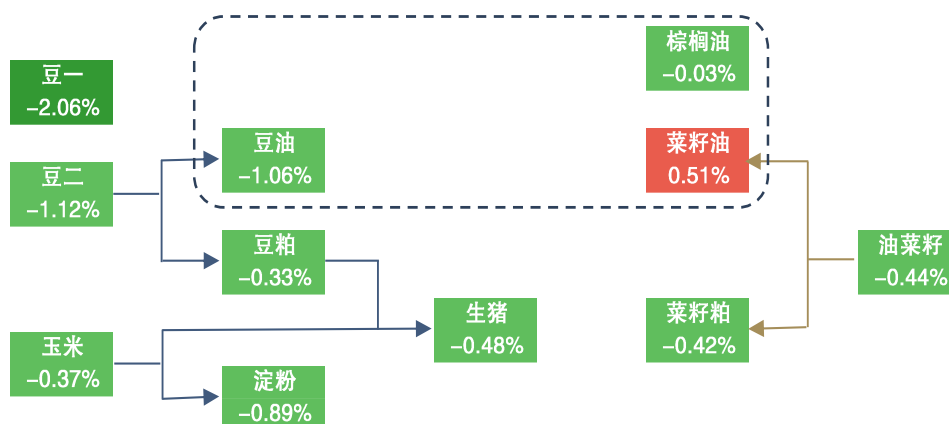 棕榈油
-0.03%
豆一
-2.06%
豆油
-1.06%
菜籽油
0.51%
豆二
-1.12%
豆粕
-0.33%
油菜籽
-0.44%
生猪
-0.48%
菜籽粕
-0.42%
玉米
-0.37%
淀粉
-0.89%